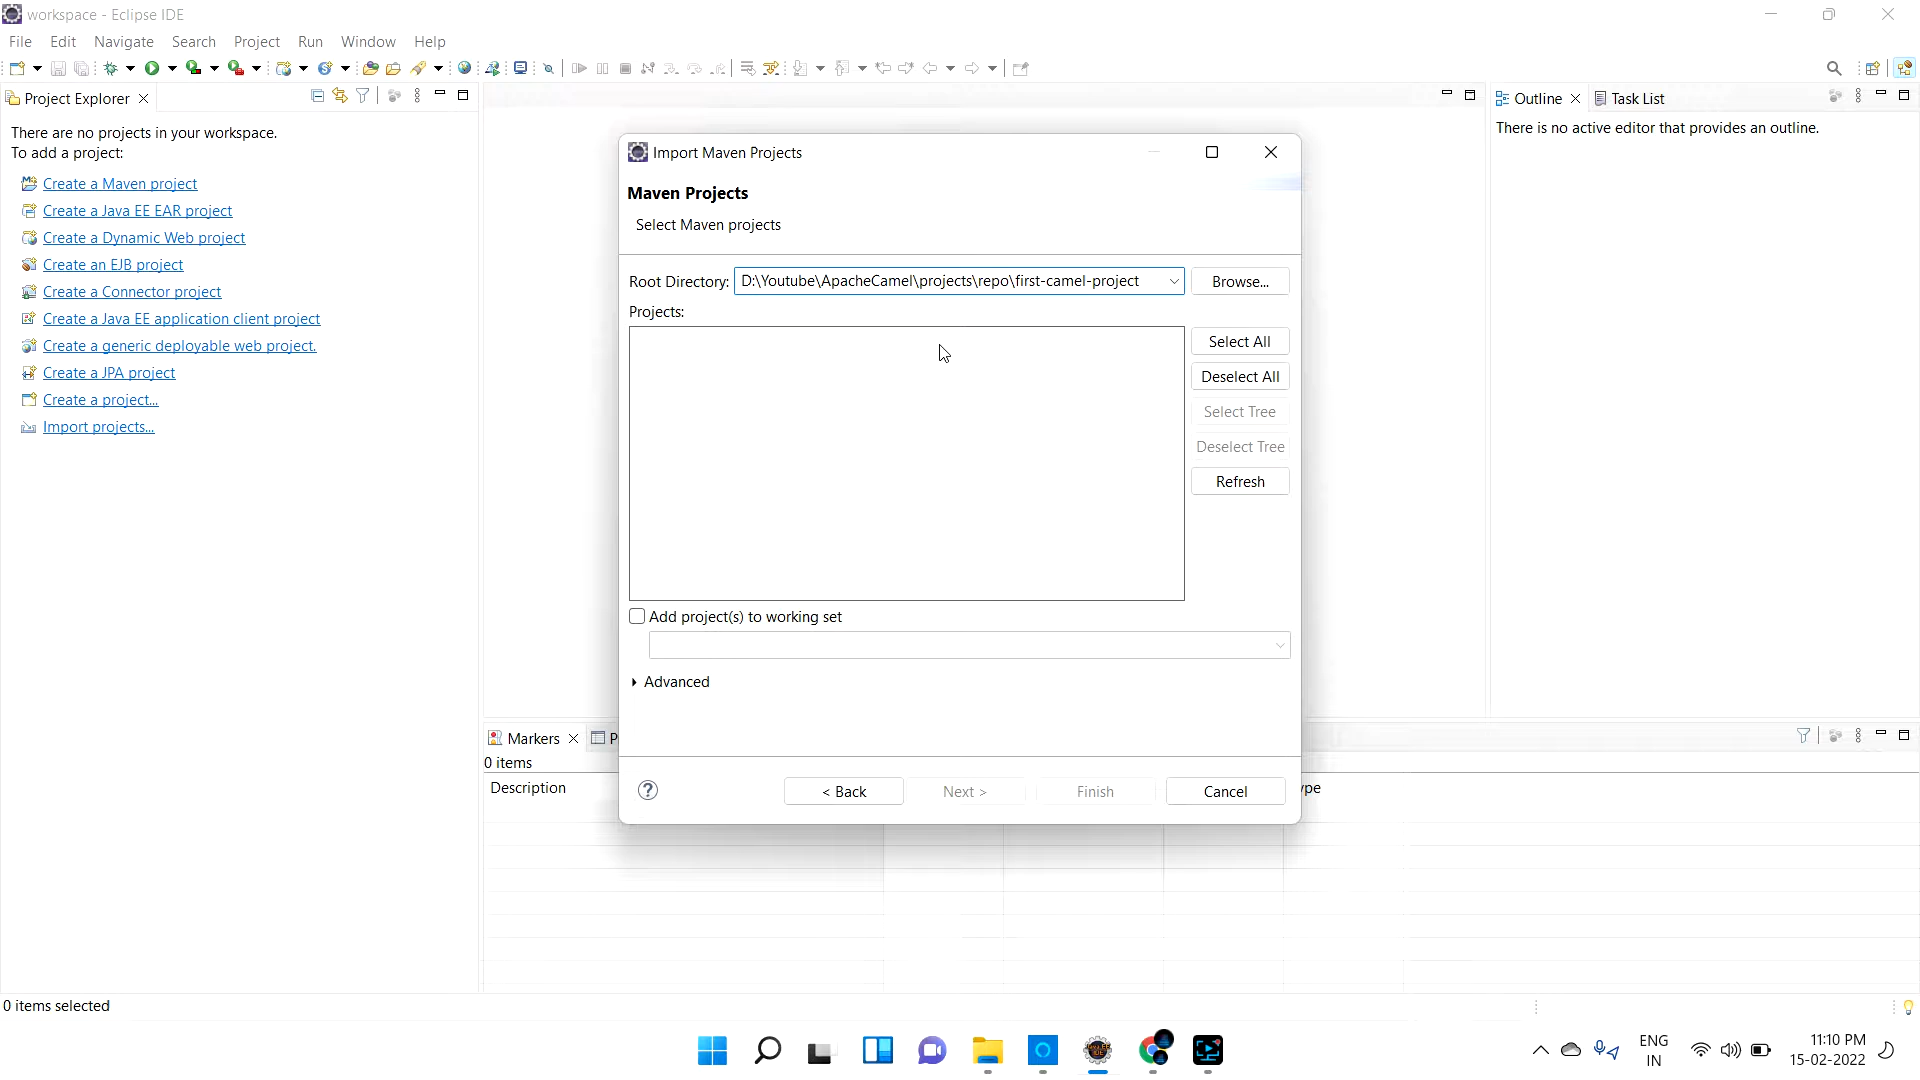 workspace - Eclipse IDE
File Edit Navigate Search Project Run Window Help
Project Explorer
There are no projects in your workspace.
To add a project:
Create a Maven project
Create a Java EE EAR project
Create a Dynamic Web project
Create an EJB project
Create a Connector project
Create a Java EE application client project
Create a generic deployable web project.
Create a JPA project
Create a project...
Import projects...
Import Maven Projects
Maven Projects
Select Maven projects
Root Directory: D:\Youtube\ApacheCamel\projects\repo\first-camel-project Browse...
Projects:
Select All
Deselect All
Select Tree
Deselect Tree
Refresh
Add project(s) to working set
Advanced
? < Back Next > Finish Cancel
Outline Task List
There is no active editor that provides an outline.
Markers P
0 items
Description ype
0 items selected
ENG
IN
11:10 PM
15-02-2022